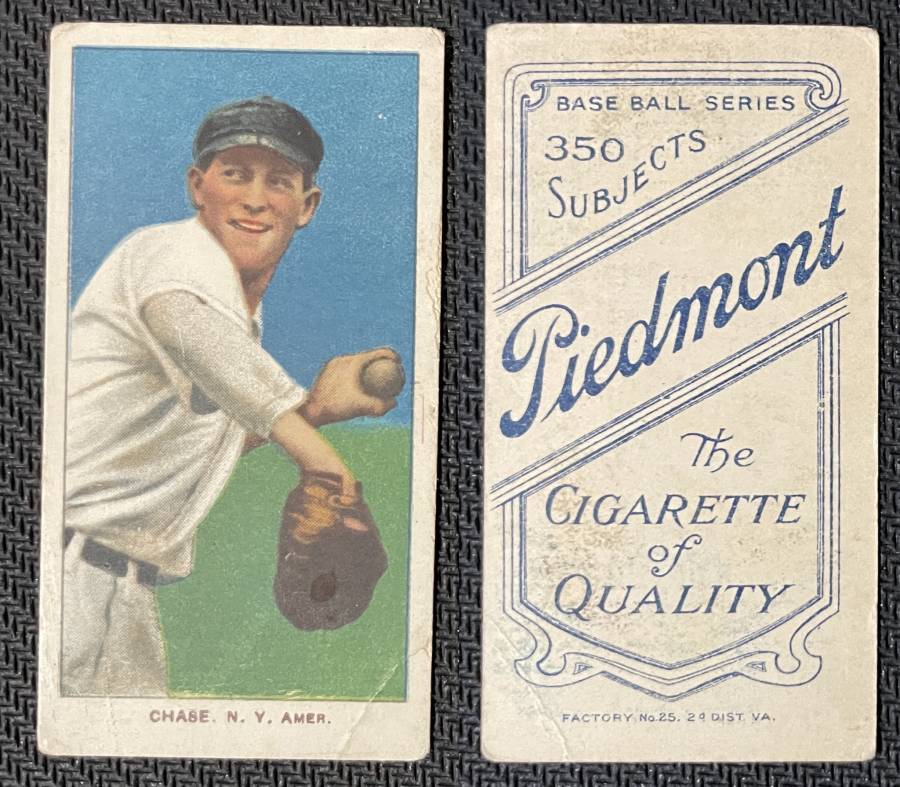 CHASE. N. Y. AMER.
BASE BALL SERIES
350
SUBJECTS
Piedmont
The
CIGARETTE
of
QUALITY
FACTORY No. 25. 2d DIST. VA.